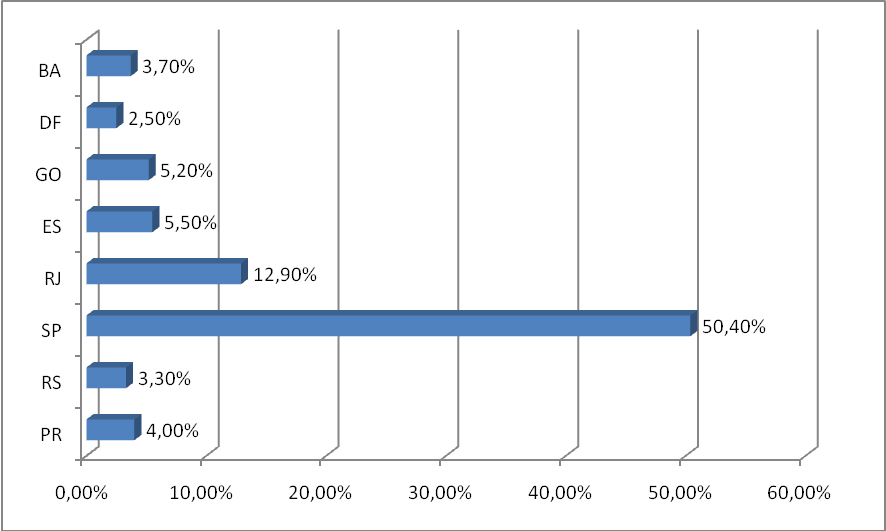 BA 3,70%
DF 2,50%
GO 5,20%
ES 5,50%
RJ 12,90%
SP 50,40%
RS 3,30%
PR 4,00%
0,00% 10,00% 20,00% 30,00% 40,00% 50,00% 60,00%